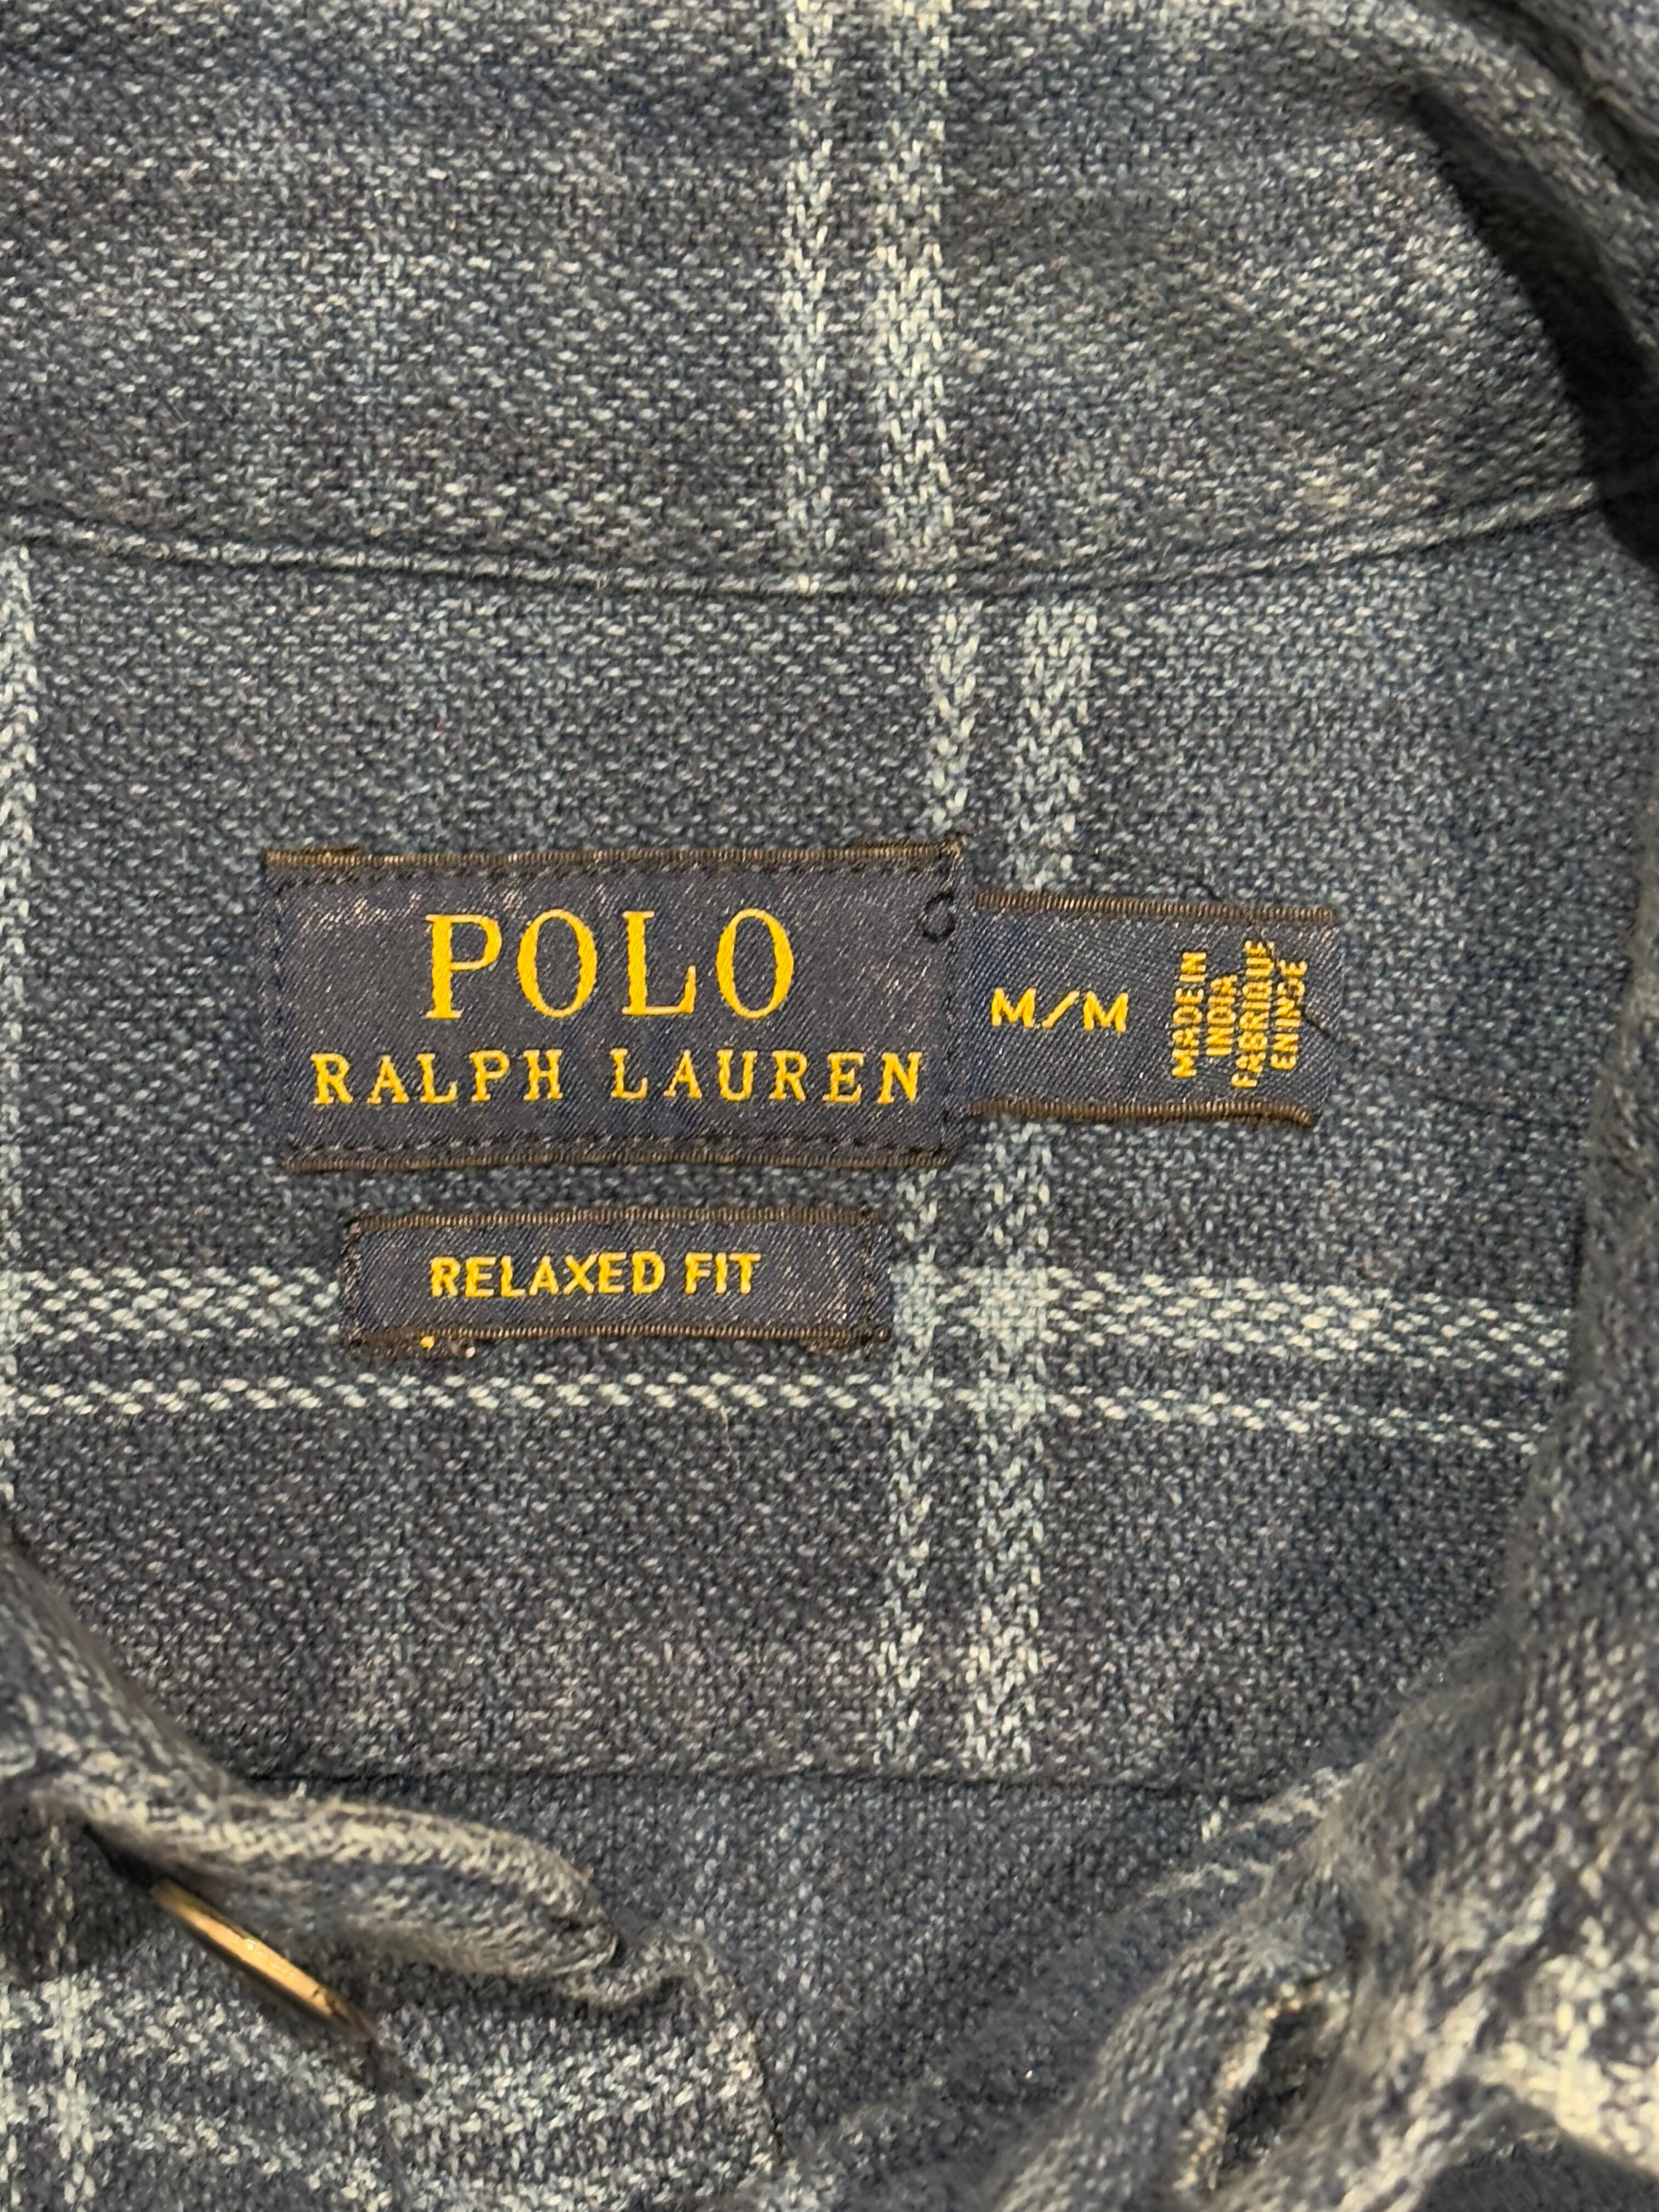 POLO
RALPH LAUREN
M/M
MADE IN
INDIA
FABRIQUE
EN INDE
RELAXED FIT